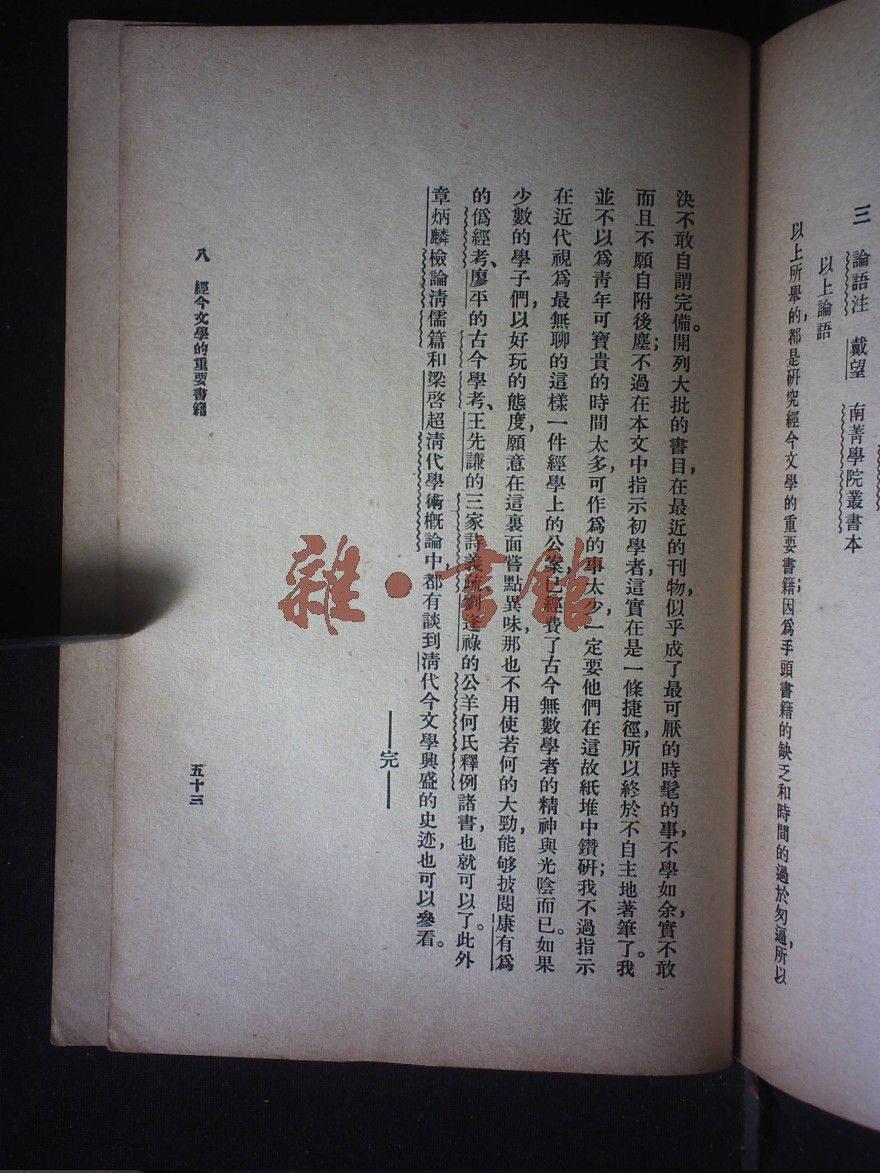 三　論語注　戴望　南菁學院叢書本
以上論語
以上所舉的，都是研究經今文學的重要書籍；因爲手頭書籍的缺乏和時間的過於匆逼，所以
決不敢自謂完備。開列大批的書目，在最近的刊物，似乎成了最可厭的時髦的事，不學如余，實不敢
而且不願自附後塵；不過在本文中指示初學者，這實在是一條捷徑，所以終於不自主地著筆了。我
並不以爲靑年可寶貴的時間太多，可作爲的事太少，一定要他們在這故紙堆中鑽研；我不過指示
在近代視爲最無聊的這樣一件經學上的公案，已經費了古今無數學者的精神與光陰而已。如果
少數的學子們，以好玩的態度，願意在這裏面嘗點異味，那也不用使若何的大勁，能够披閱康有爲
的僞經考、廖平的古今學考、王先謙的三家詩義疏、劉逢祿的公羊何氏釋例諸書，也就可以了。此外
章炳麟檢論淸儒篇和梁啓超淸代學術概論中，都有談到淸代今文學興盛的史迹，也可以參看。
——完——
八　經今文學的重要書籍
五十三
雜·書館